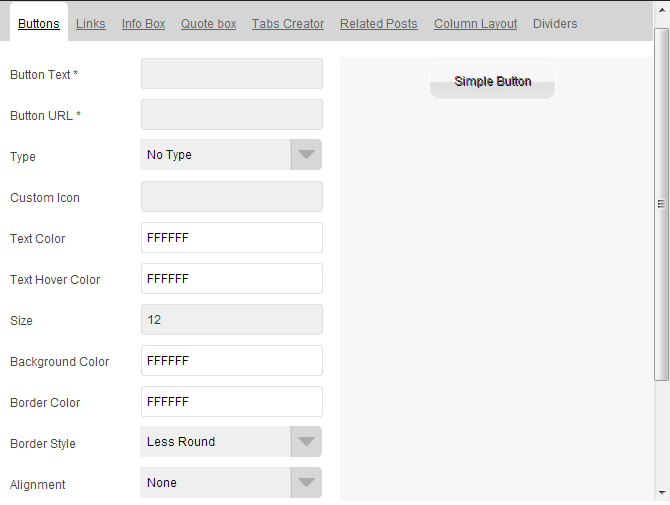 Buttons Links Info Box Quote box Tabs Creator Related Posts Column Layout Dividers
Button Text *
Simple Button
Button URL *
Type No Type
Custom Icon
Text Color FFFFFF
Text Hover Color FFFFFF
Size 12
Background Color FFFFFF
Border Color FFFFFF
Border Style Less Round
Alignment None